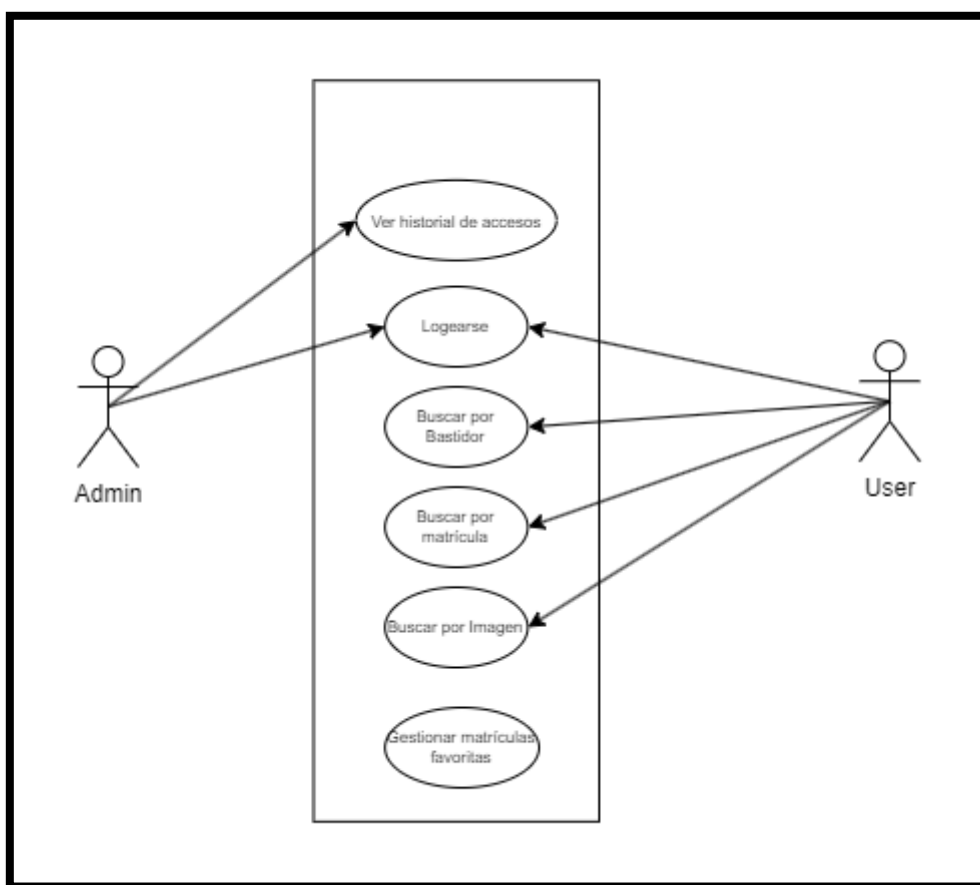 Ver historial de accesos
Logearse
Buscar por
Bastidor
Buscar por
matrícula
Buscar por Imagen
Gestionar matrículas
favoritas
Admin
User